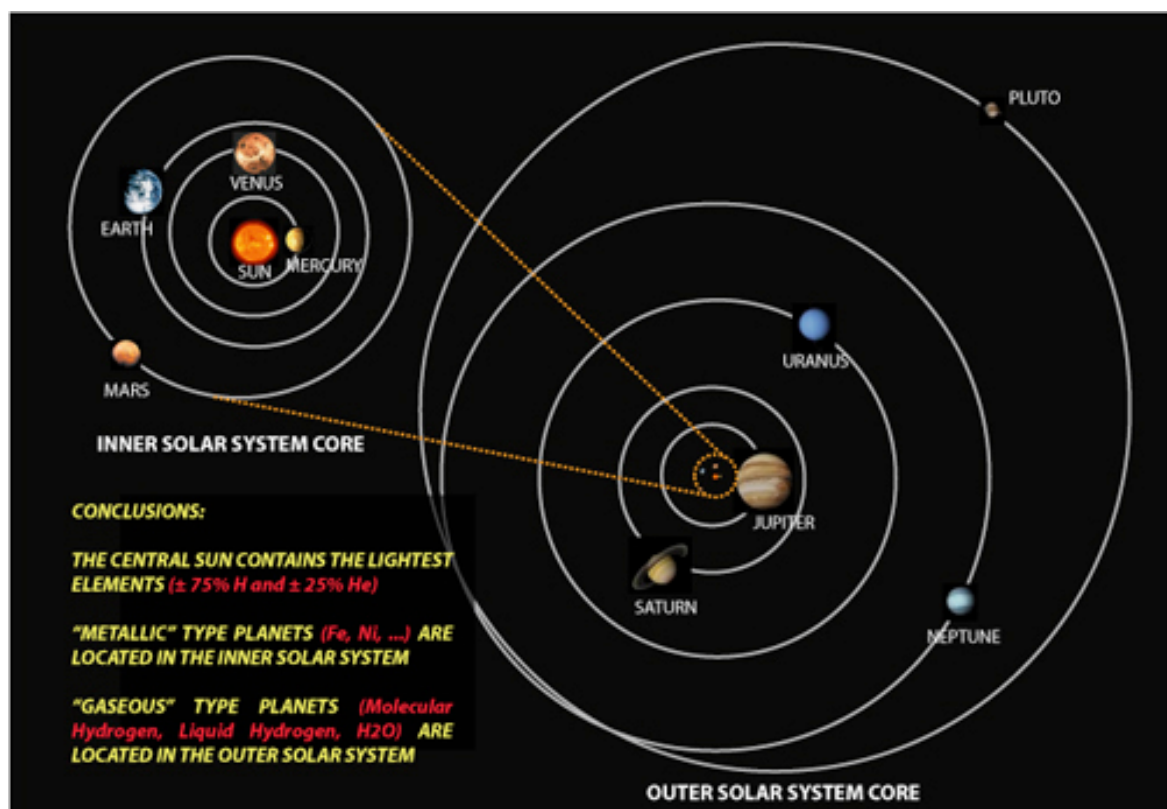 PLUTO
VENUS
EARTH
SUN
MERCURY
URANUS
MARS
INNER SOLAR SYSTEM CORE
JUPITER
SATURN
NEPTUNE
CONCLUSIONS:
THE CENTRAL SUN CONTAINS THE LIGHTEST
ELEMENTS (± 75% H and ± 25% He)
“METALLIC” TYPE PLANETS (Fe, Ni, ...) ARE
LOCATED IN THE INNER SOLAR SYSTEM
“GASEOUS” TYPE PLANETS (Molecular
Hydrogen, Liquid Hydrogen, H2O) ARE
LOCATED IN THE OUTER SOLAR SYSTEM
OUTER SOLAR SYSTEM CORE